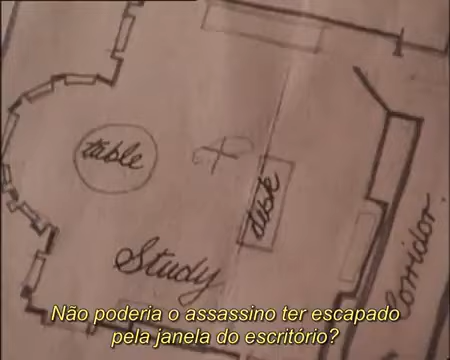 table
desk
Study
Corridor.
Não poderia o assassino ter escapado
pela janela do escritório?